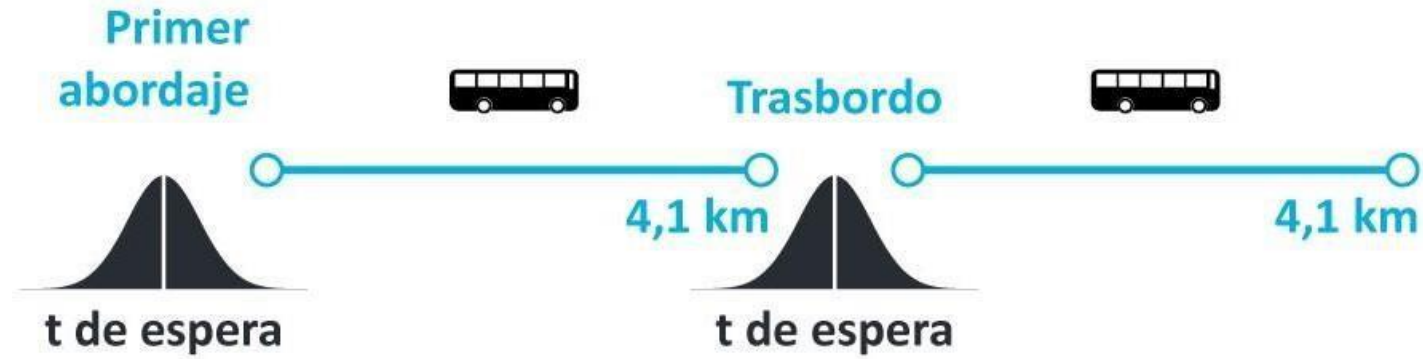 Primer
abordaje
Trasbordo
4,1 km
4,1 km
t de espera
t de espera